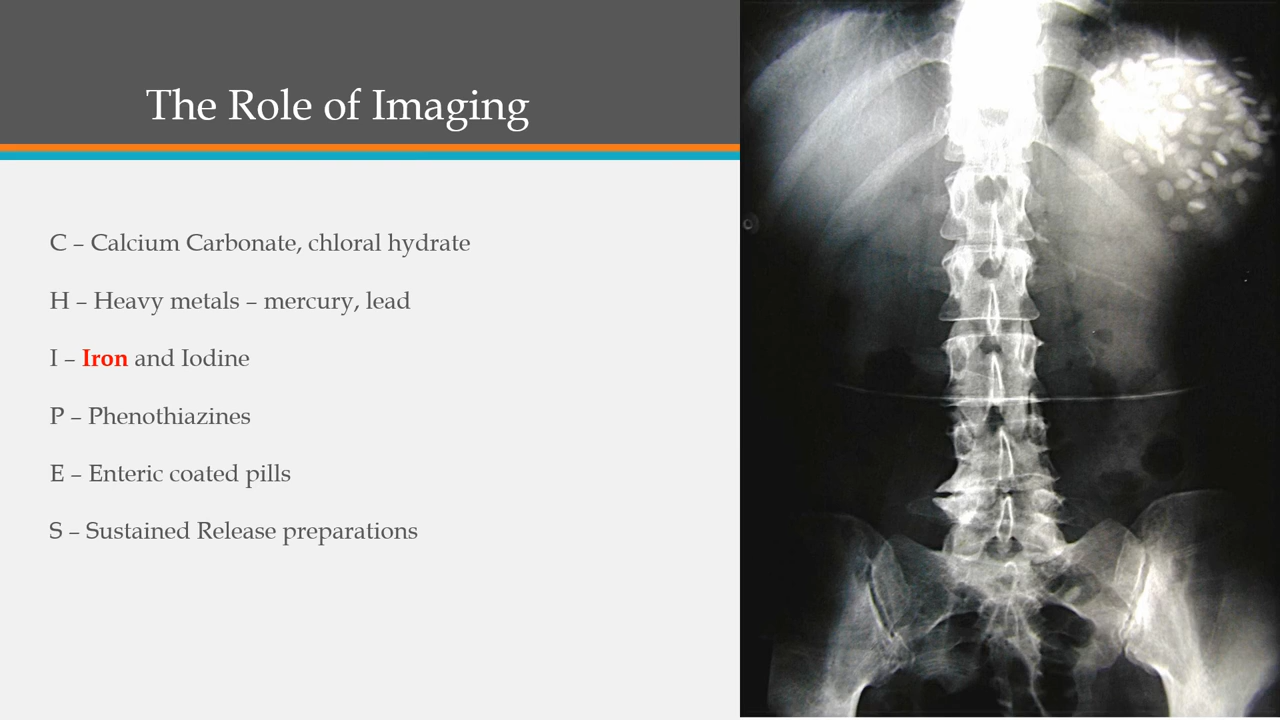 The Role of Imaging
C – Calcium Carbonate, chloral hydrate
H – Heavy metals – mercury, lead
I – Iron and Iodine
P – Phenothiazines
E – Enteric coated pills
S – Sustained Release preparations